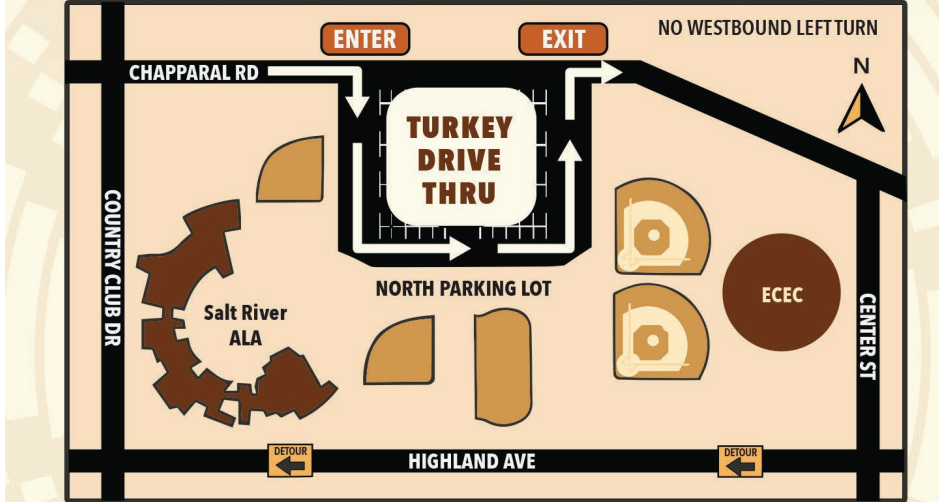 ENTER
EXIT
NO WESTBOUND LEFT TURN
CHAPPARAL RD
N
TURKEY
DRIVE
THRU
COUNTRY CLUB DR
Salt River
ALA
NORTH PARKING LOT
ECEC
CENTER ST
DETOUR
HIGHLAND AVE
DETOUR